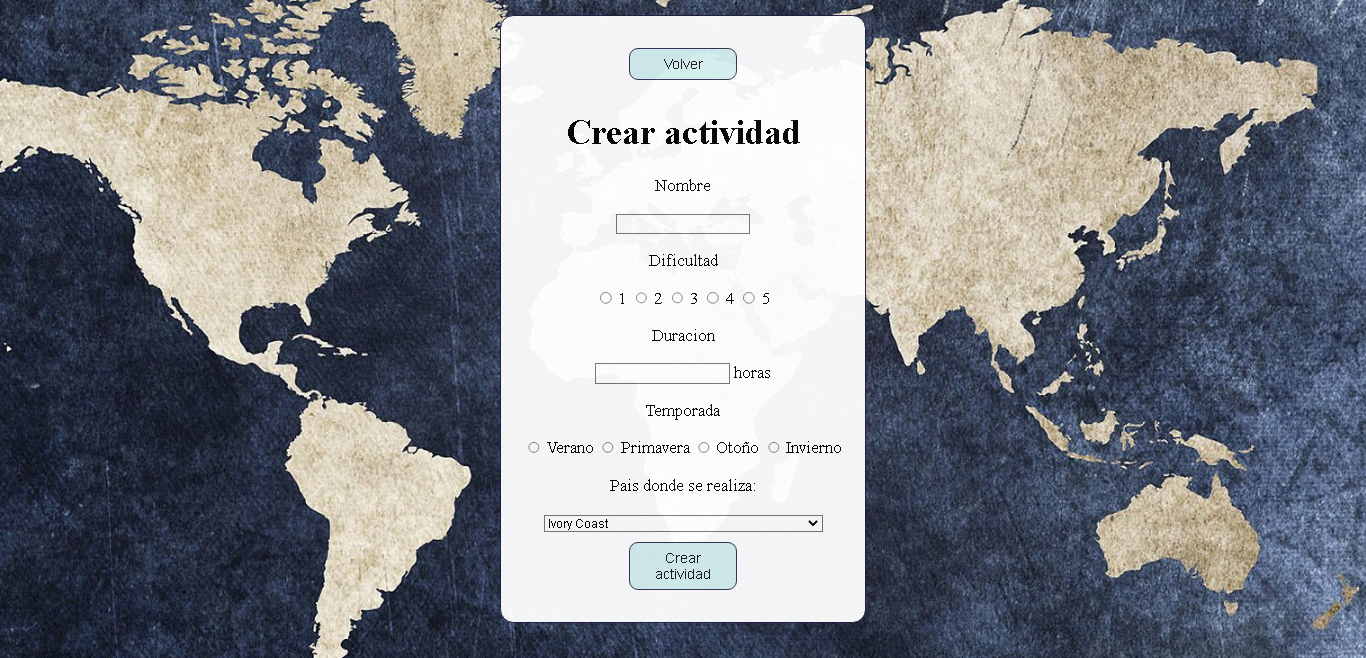 Volver
Crear actividad
Nombre
Dificultad
1 2 3 4 5
Duracion
horas
Temporada
Verano Primavera Otoño Invierno
Pais donde se realiza:
Ivory Coast
Crear
actividad